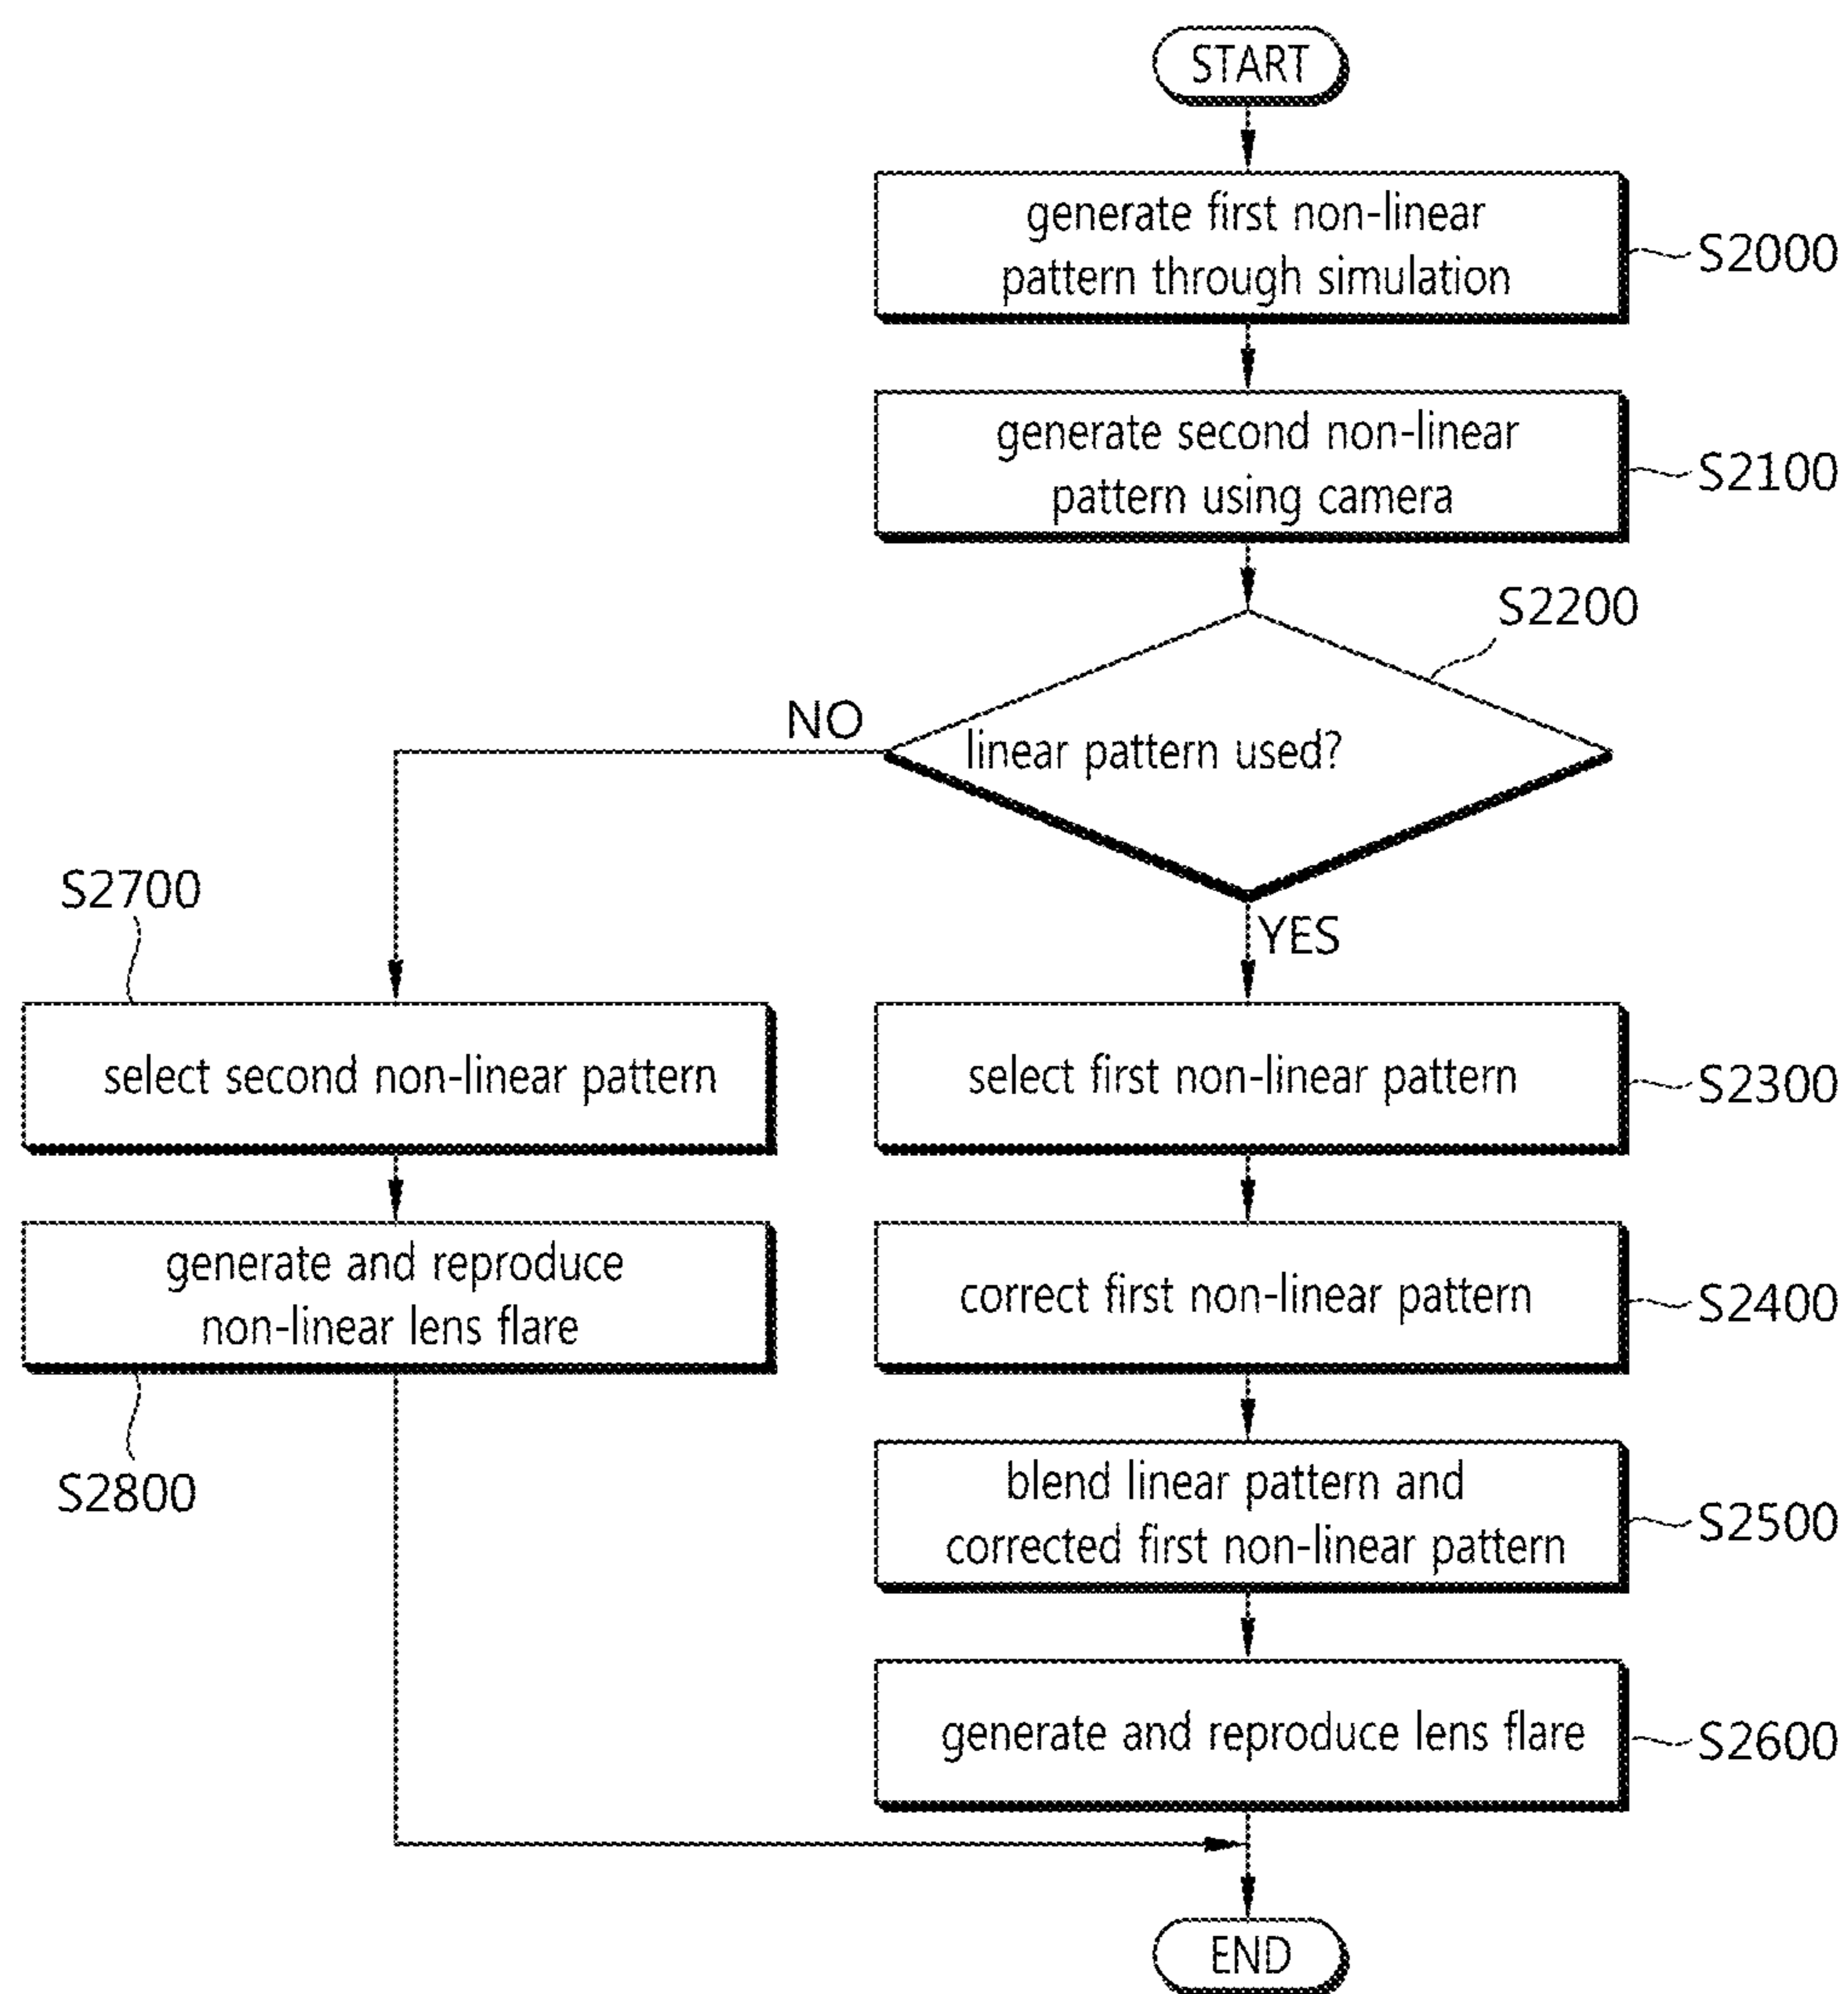 START
generate first non-linear
pattern through simulation
S2000
generate second non-linear
pattern using camera
S2100
S2200
NO
linear pattern used?
YES
S2700
select second non-linear pattern
select first non-linear pattern
S2300
generate and reproduce
non-linear lens flare
S2800
correct first non-linear pattern
S2400
blend linear pattern and
corrected first non-linear pattern
S2500
generate and reproduce lens flare
S2600
END